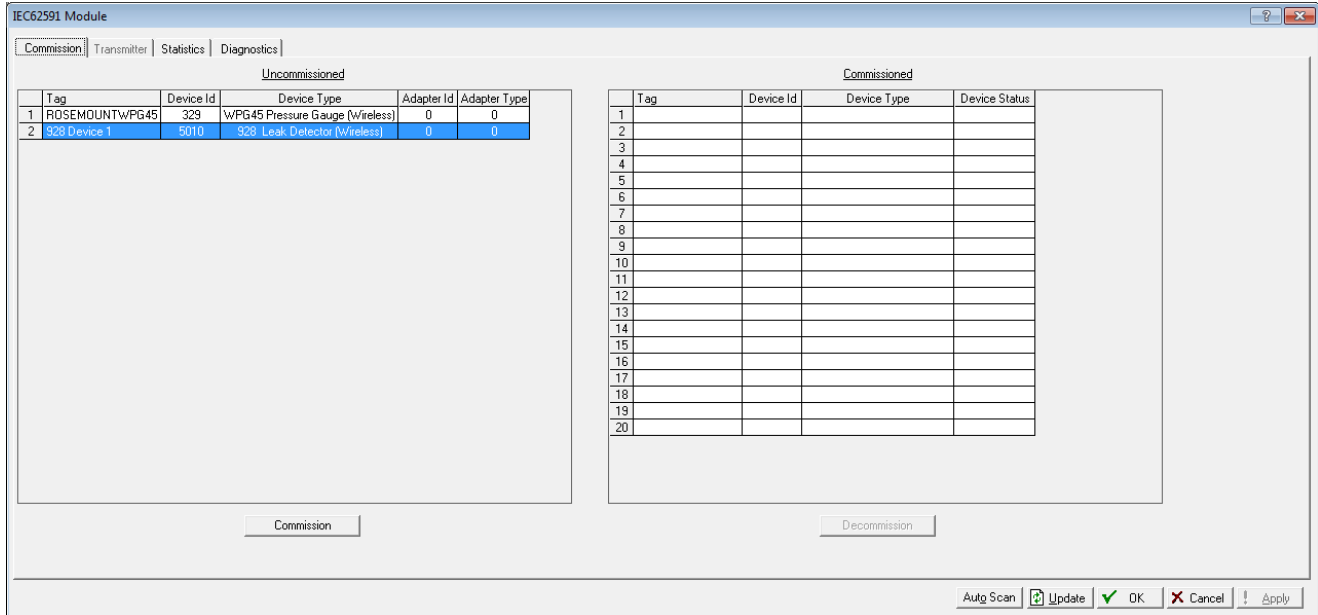 IEC62591 Module
?
Commission Transmitter Statistics Diagnostics
Uncommissioned
Tag Device Id Device Type Adapter Id Adapter Type
1 ROSEMOUNTWPG45 329 WPG45 Pressure Gauge (Wireless) 0 0
2 928 Device 1 5010 928 Leak Detector (Wireless) 0 0
Commission
Commissioned
Tag Device Id Device Type Device Status
1
2
3
4
5
6
7
8
9
10
11
12
13
14
15
16
17
18
19
20
Decommission
Auto Scan Update OK Cancel ! Apply